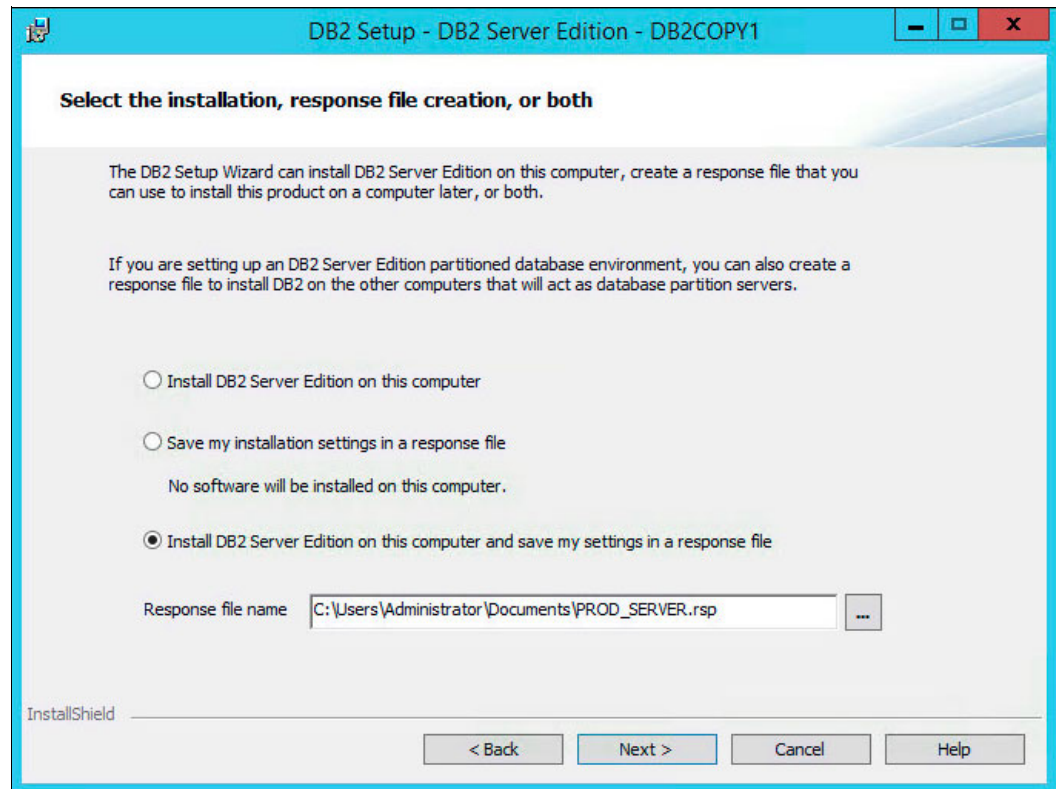 DB2 Setup - DB2 Server Edition - DB2COPY1
Select the installation, response file creation, or both
The DB2 Setup Wizard can install DB2 Server Edition on this computer, create a response file that you
can use to install this product on a computer later, or both.
If you are setting up an DB2 Server Edition partitioned database environment, you can also create a
response file to install DB2 on the other computers that will act as database partition servers.
Install DB2 Server Edition on this computer
Save my installation settings in a response file
No software will be installed on this computer.
Install DB2 Server Edition on this computer and save my settings in a response file
Response file name C:\Users\Administrator\Documents\PROD_SERVER.rsp ...
InstallShield
< Back Next > Cancel Help